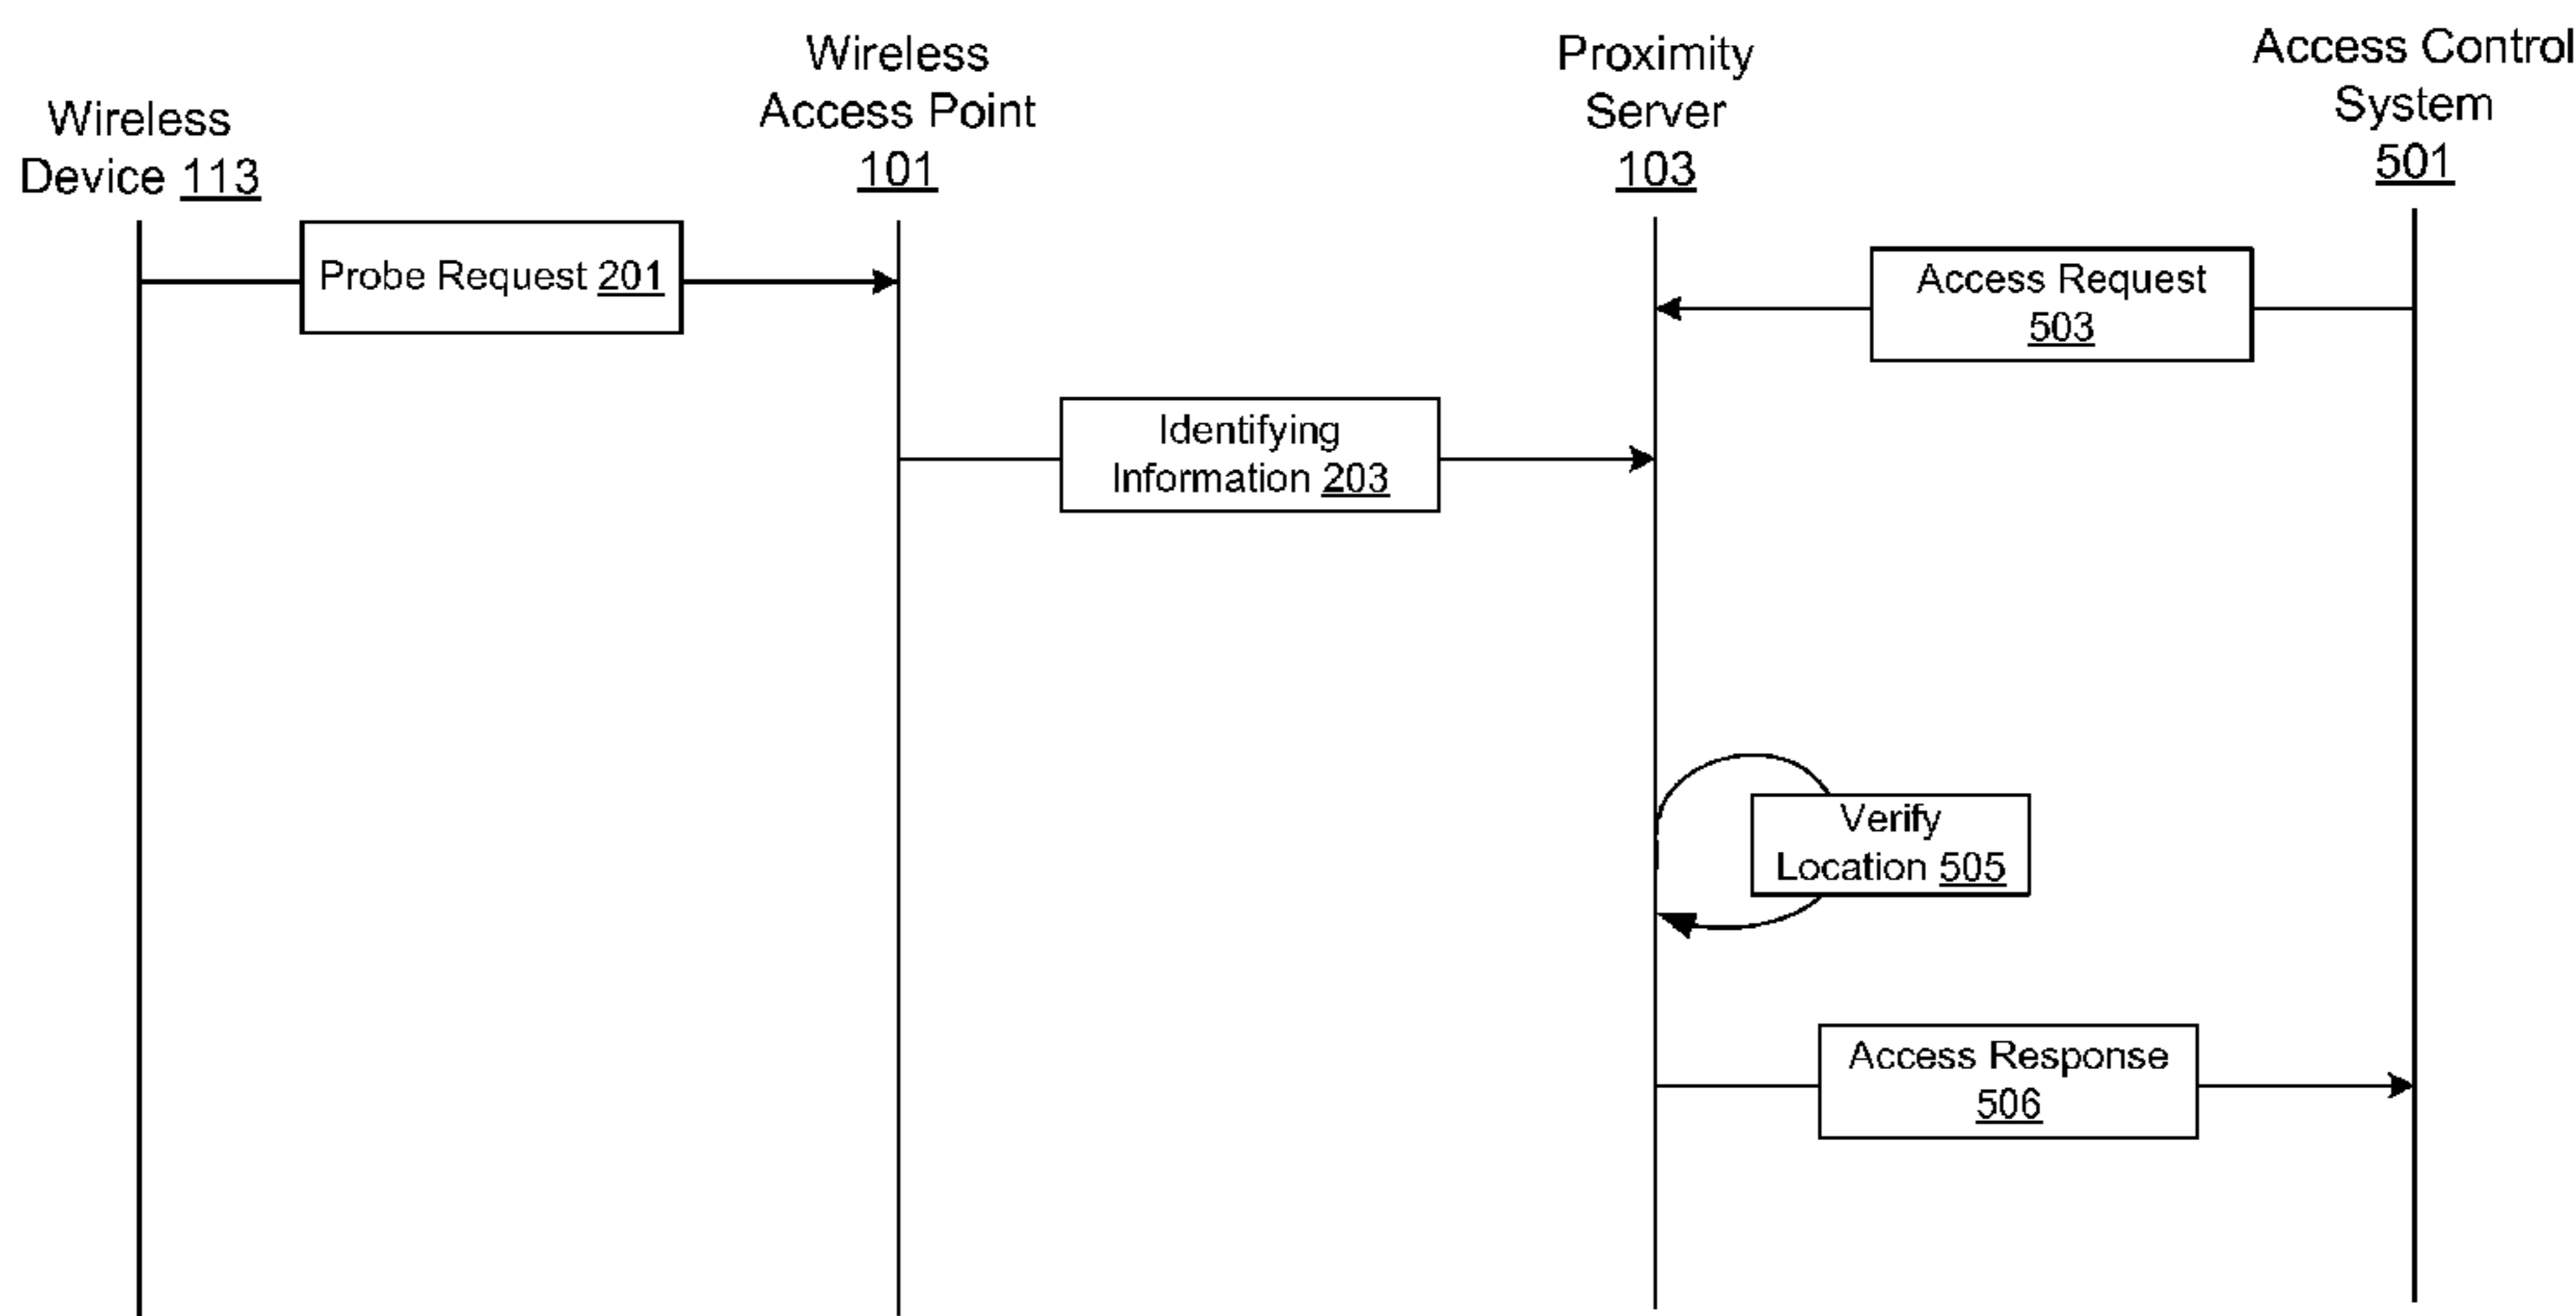 Wireless
Device 113
Wireless
Access Point
101
Proximity
Server
103
Access Control
System
501
Probe Request 201
Access Request
503
Identifying
Information 203
Verify
Location 505
Access Response
506